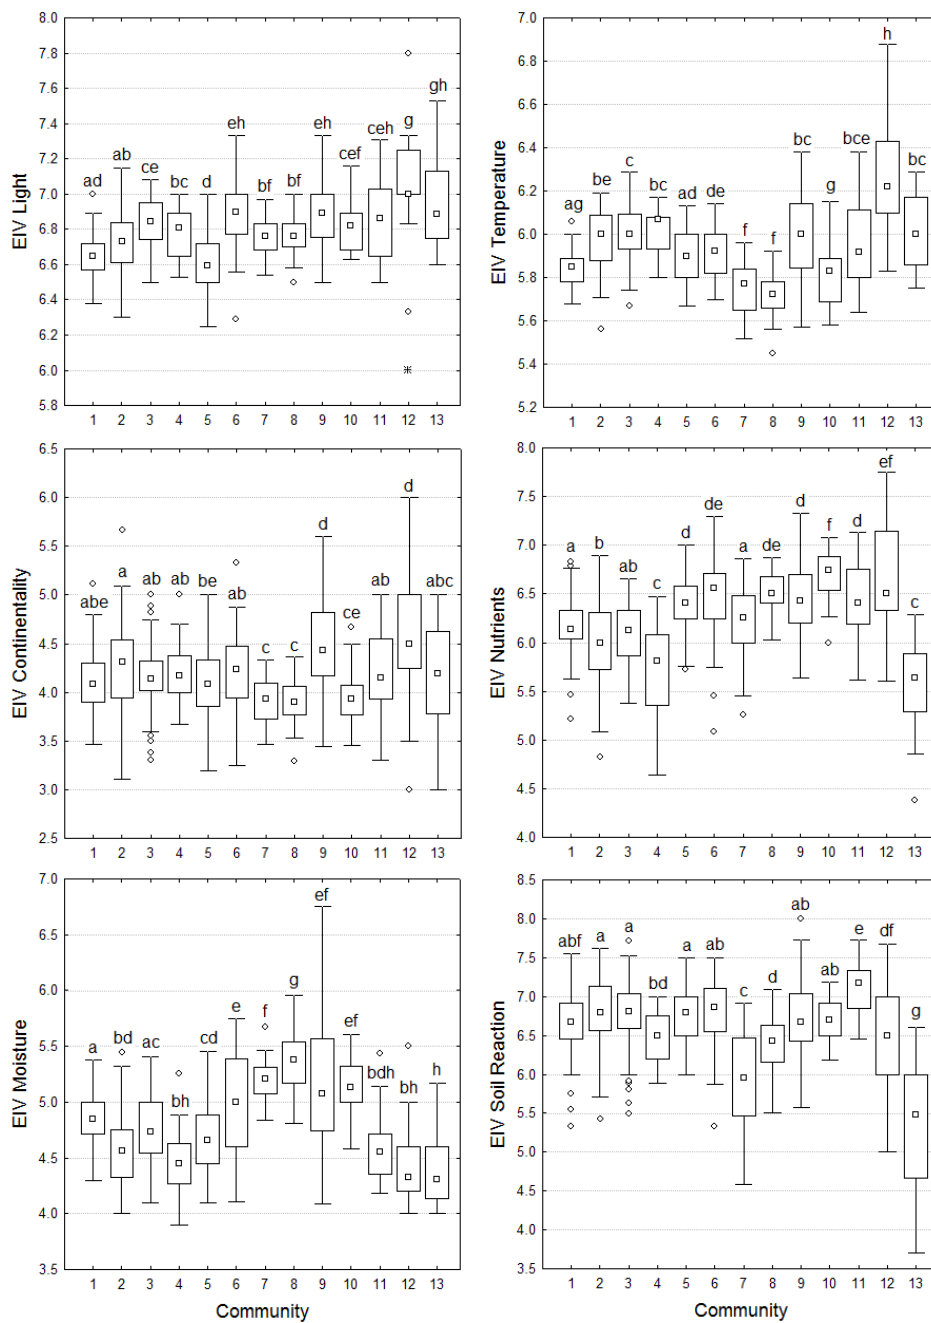 EIV Light
8.0
7.8
7.6
7.4
7.2
7.0
6.8
6.6
6.4
6.2
6.0
5.8
ad ab ce bc d eh bf bf eh cef ceh g gh
1 2 3 4 5 6 7 8 9 10 11 12 13
EIV Temperature
7.0
6.8
6.6
6.4
6.2
6.0
5.8
5.6
5.4
5.2
ag be c bc ad de f f bc g bce h bc
1 2 3 4 5 6 7 8 9 10 11 12 13
EIV Continentality
6.5
6.0
5.5
5.0
4.5
4.0
3.5
3.0
2.5
abe a ab ab be ab c c d ce ab d abc
1 2 3 4 5 6 7 8 9 10 11 12 13
EIV Nutrients
8.0
7.5
7.0
6.5
6.0
5.5
5.0
4.5
4.0
a b ab c d de a de d f d ef c
1 2 3 4 5 6 7 8 9 10 11 12 13
EIV Moisture
7.0
6.5
6.0
5.5
5.0
4.5
4.0
3.5
a bd ac bh cd e f g ef ef bdh bh h
1 2 3 4 5 6 7 8 9 10 11 12 13
Community
EIV Soil Reaction
8.5
8.0
7.5
7.0
6.5
6.0
5.5
5.0
4.5
4.0
3.5
abf a a bd a ab c d ab ab e df g
1 2 3 4 5 6 7 8 9 10 11 12 13
Community